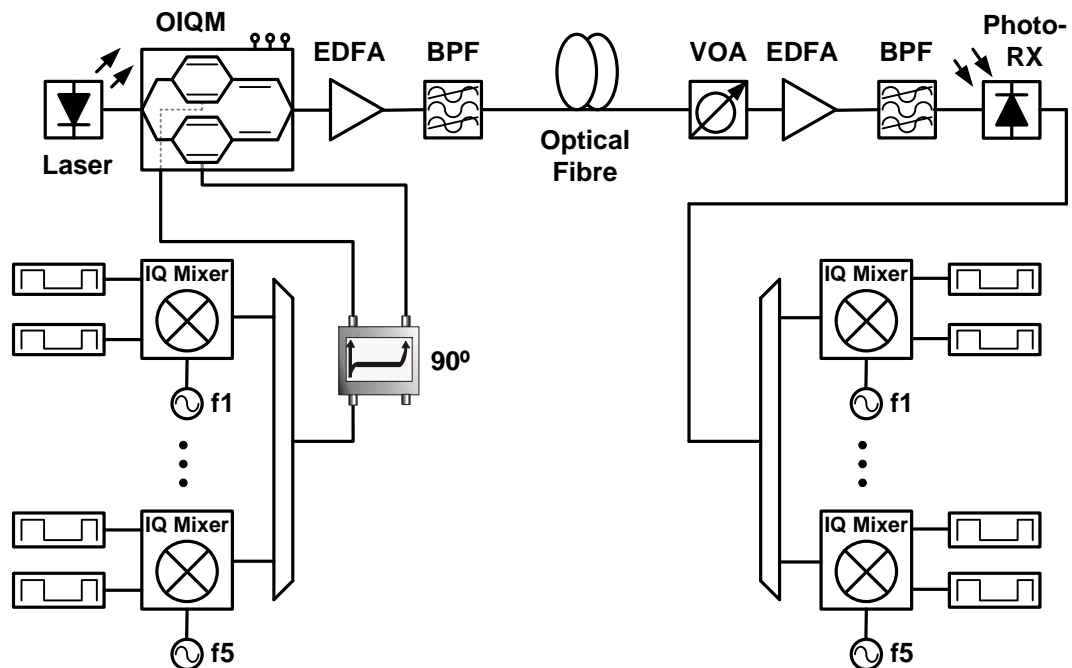 OIQM
EDFA
BPF
VOA
EDFA
BPF
Photo-
RX
Laser
Optical
Fibre
IQ Mixer
f1
90º
IQ Mixer
f1
IQ Mixer
f5
IQ Mixer
f5